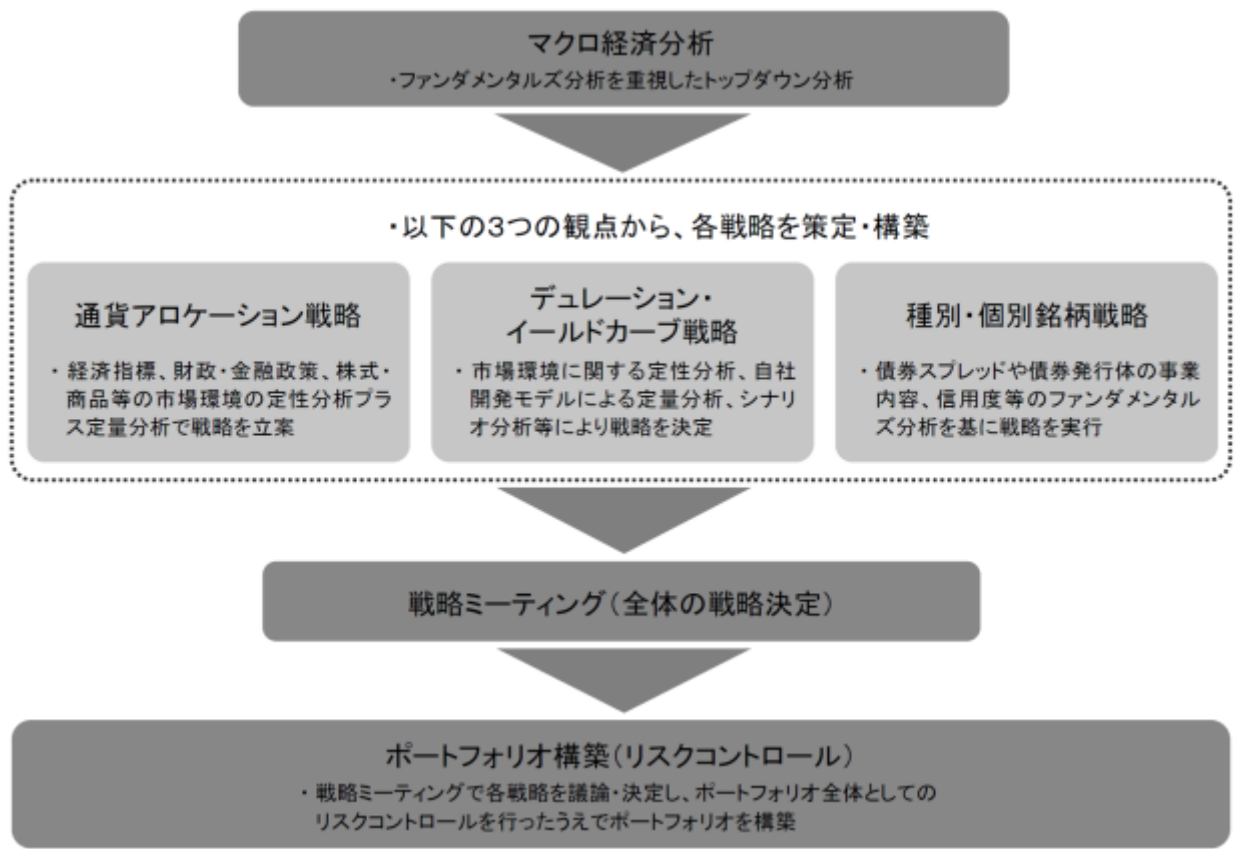 マクロ経済分析
・ファンダメンタルズ分析を重視したトップダウン分析
・以下の3つの観点から、各戦略を策定・構築
通貨アロケーション戦略
・経済指標、財政・金融政策、株式・
商品等の市場環境の定性分析プラ
ス定量分析で戦略を立案
デュレーション・
イールドカーブ戦略
・市場環境に関する定性分析、自社
開発モデルによる定量分析、シナリ
オ分析等により戦略を決定
種別・個別銘柄戦略
・債券スプレッドや債券発行体の事業
内容、信用度等のファンダメンタル
ズ分析を基に戦略を実行
戦略ミーティング(全体の戦略決定)
ポートフォリオ構築(リスクコントロール)
・戦略ミーティングで各戦略を議論・決定し、ポートフォリオ全体としての
リスクコントロールを行ったうえでポートフォリオを構築